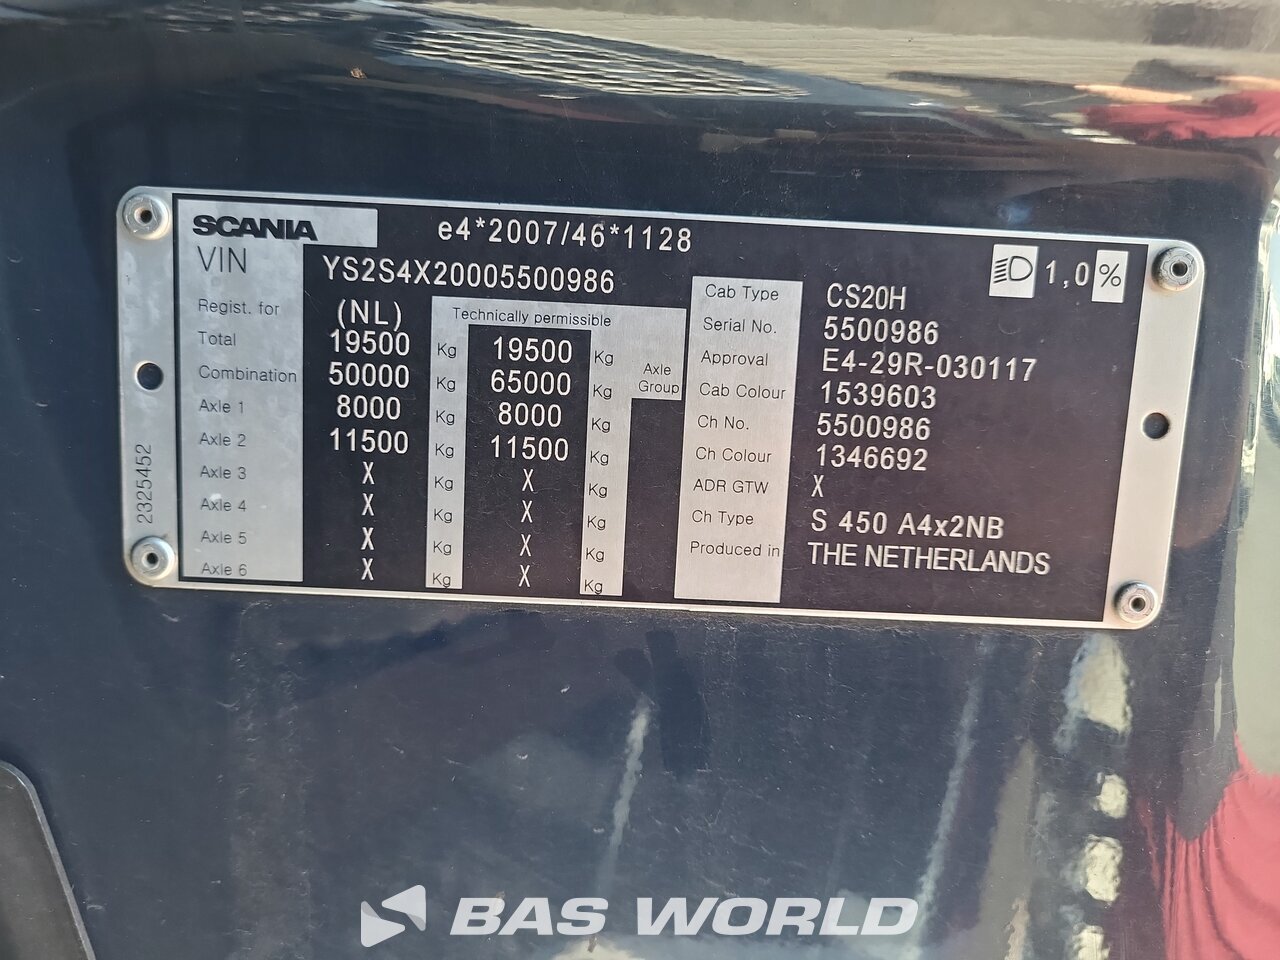 SCANIA e4*2007/46*1128
VIN YS2S4X20005500986
1,0 %
Regist. for (NL) Technically permissible
Total 19500 Kg 19500 Kg
Combination 50000 Kg 65000 Kg Axle Group
Axle 1 8000 Kg 8000 Kg
Axle 2 11500 Kg 11500 Kg
Axle 3 X Kg X Kg
Axle 4 X Kg X Kg
Axle 5 X Kg X Kg
Axle 6 X Kg X Kg
2325452
Cab Type CS20H
Serial No. 5500986
Approval E4-29R-030117
Cab Colour 1539603
Ch No. 5500986
Ch Colour 1346692
ADR GTW X
Ch Type S 450 A4x2NB
Produced in THE NETHERLANDS
BAS WORLD